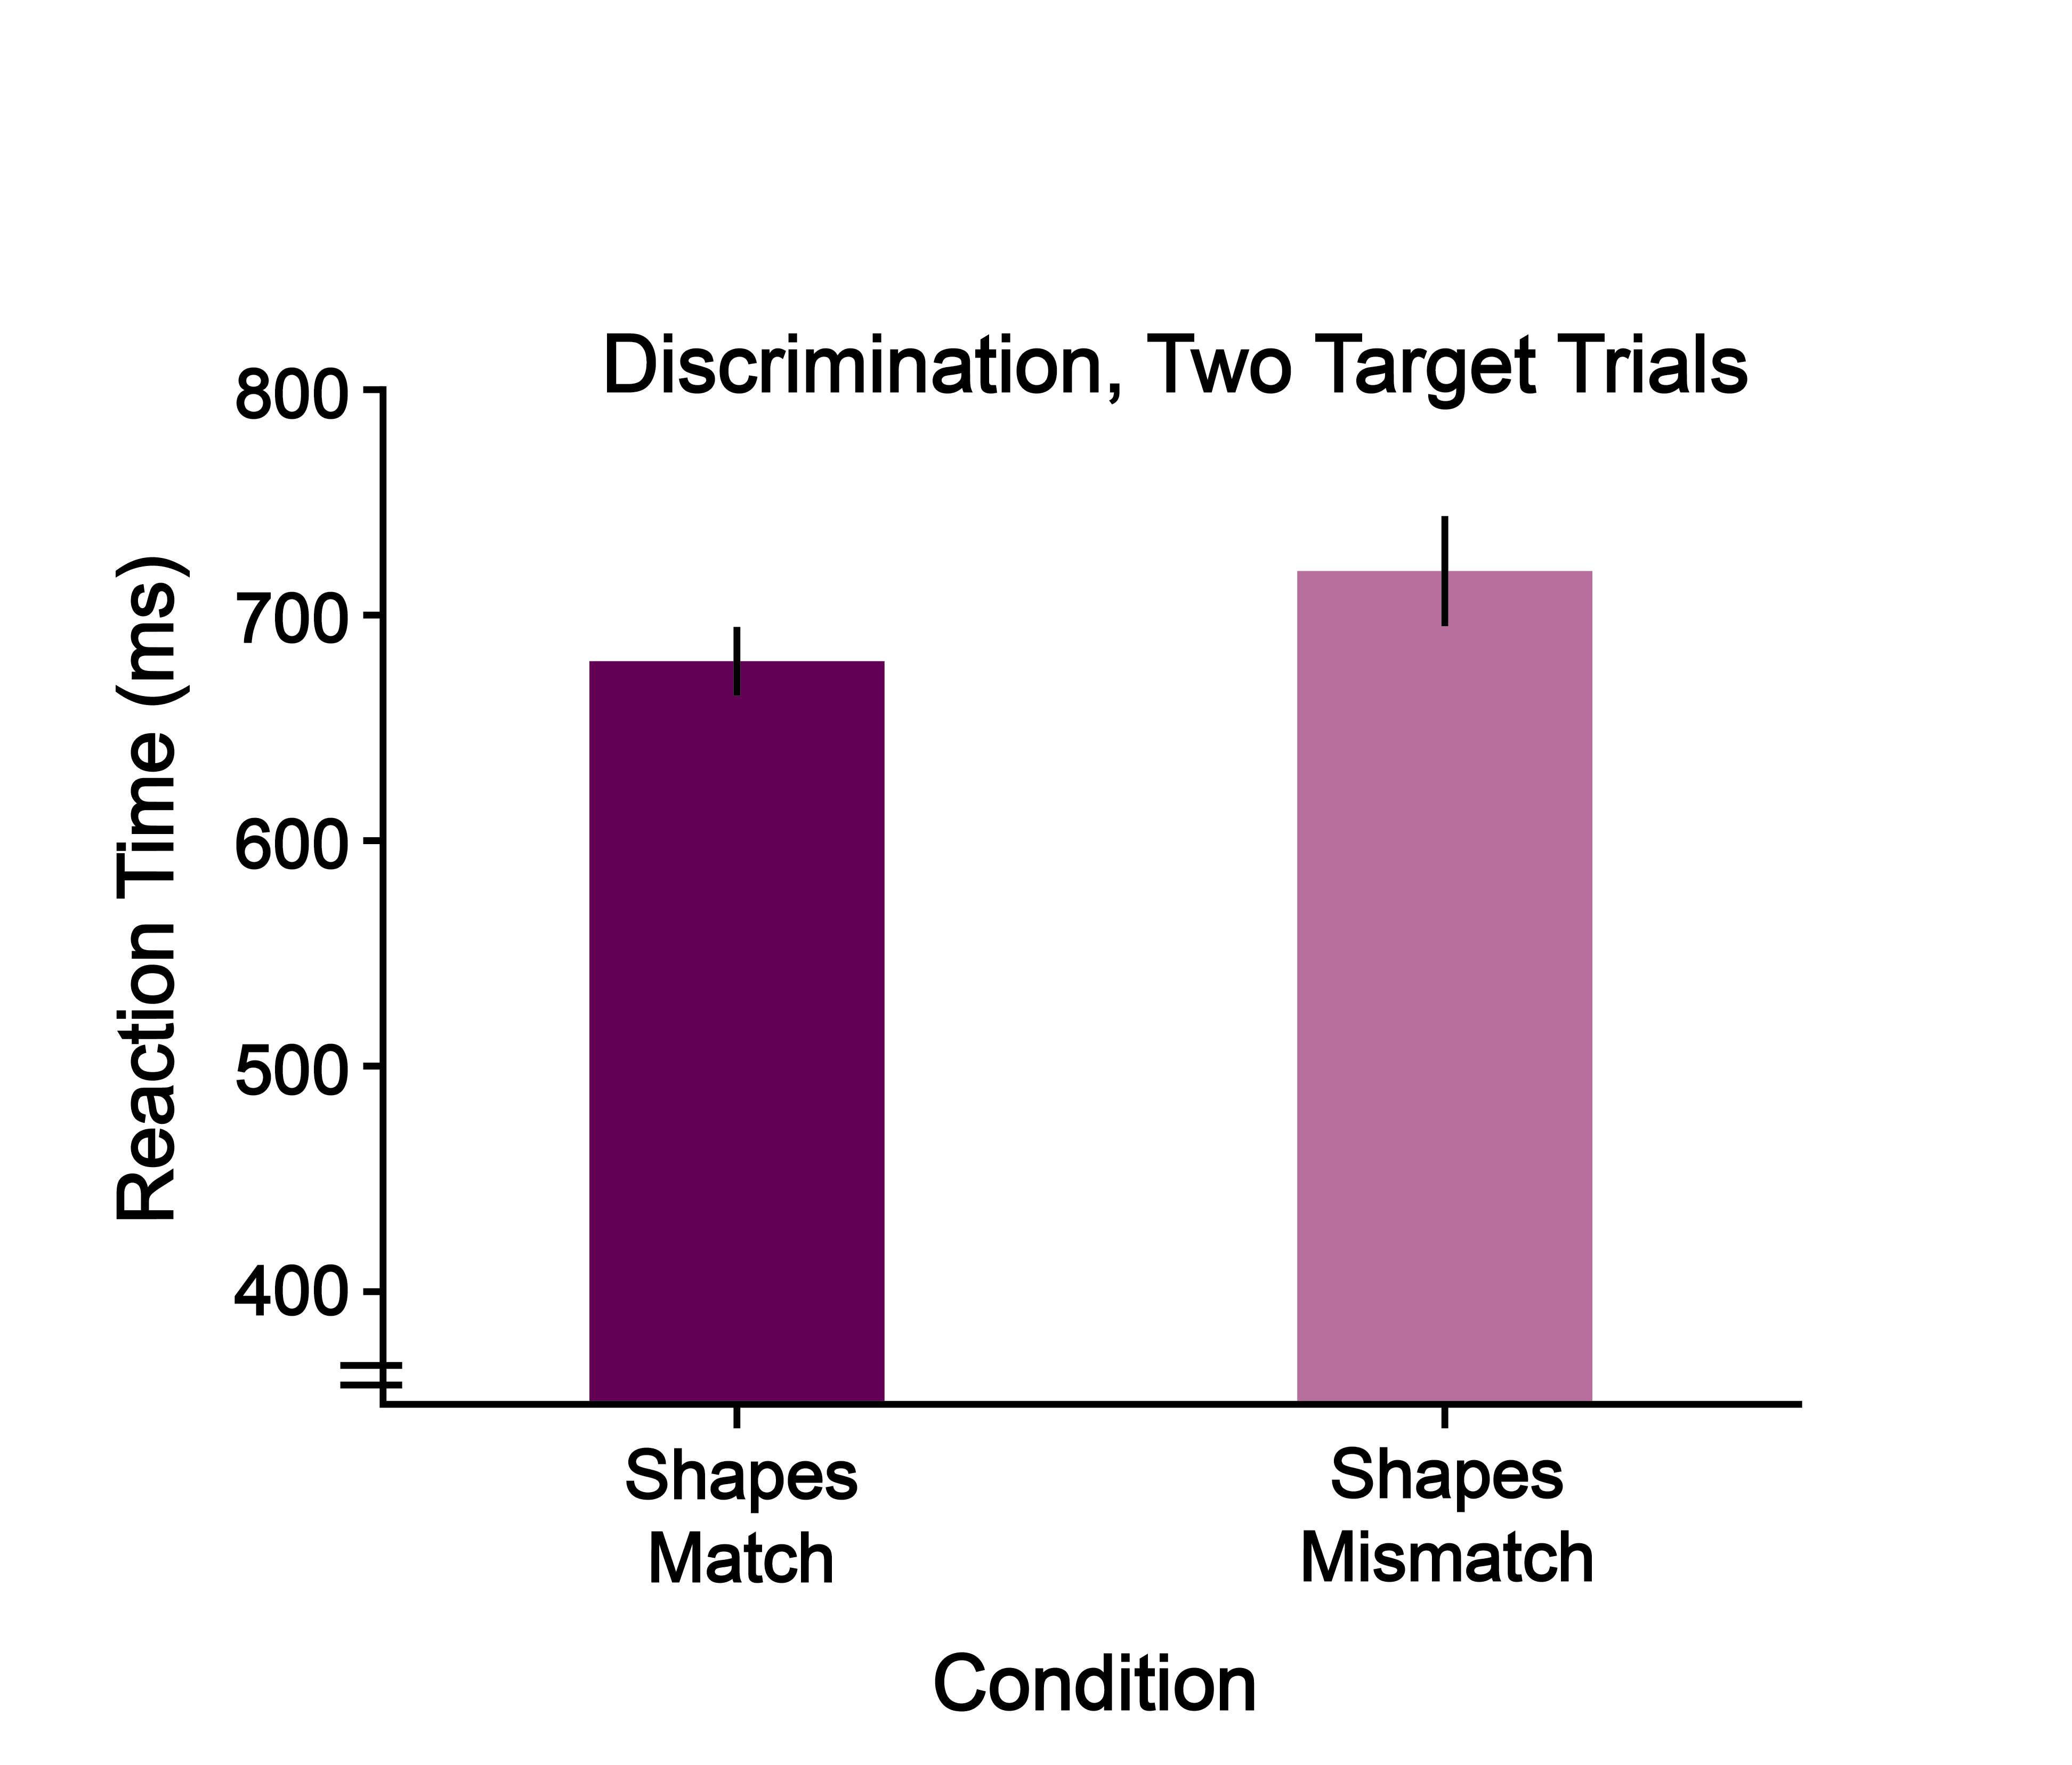 Discrimination, Two Target Trials
800
700
600
500
400
Reaction Time (ms)
Shapes
Match
Shapes
Mismatch
Condition